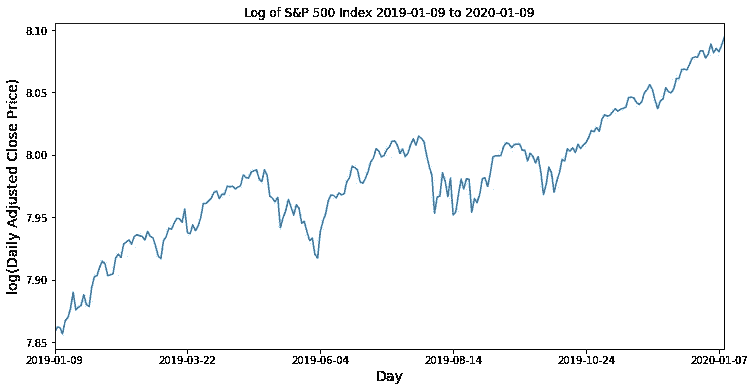 Log of S&P 500 Index 2019-01-09 to 2020-01-09
log(Daily Adjusted Close Price)
8.10
8.05
8.00
7.95
7.90
7.85
2019-01-09 2019-03-22 2019-06-04 2019-08-14 2019-10-24 2020-01-07
Day